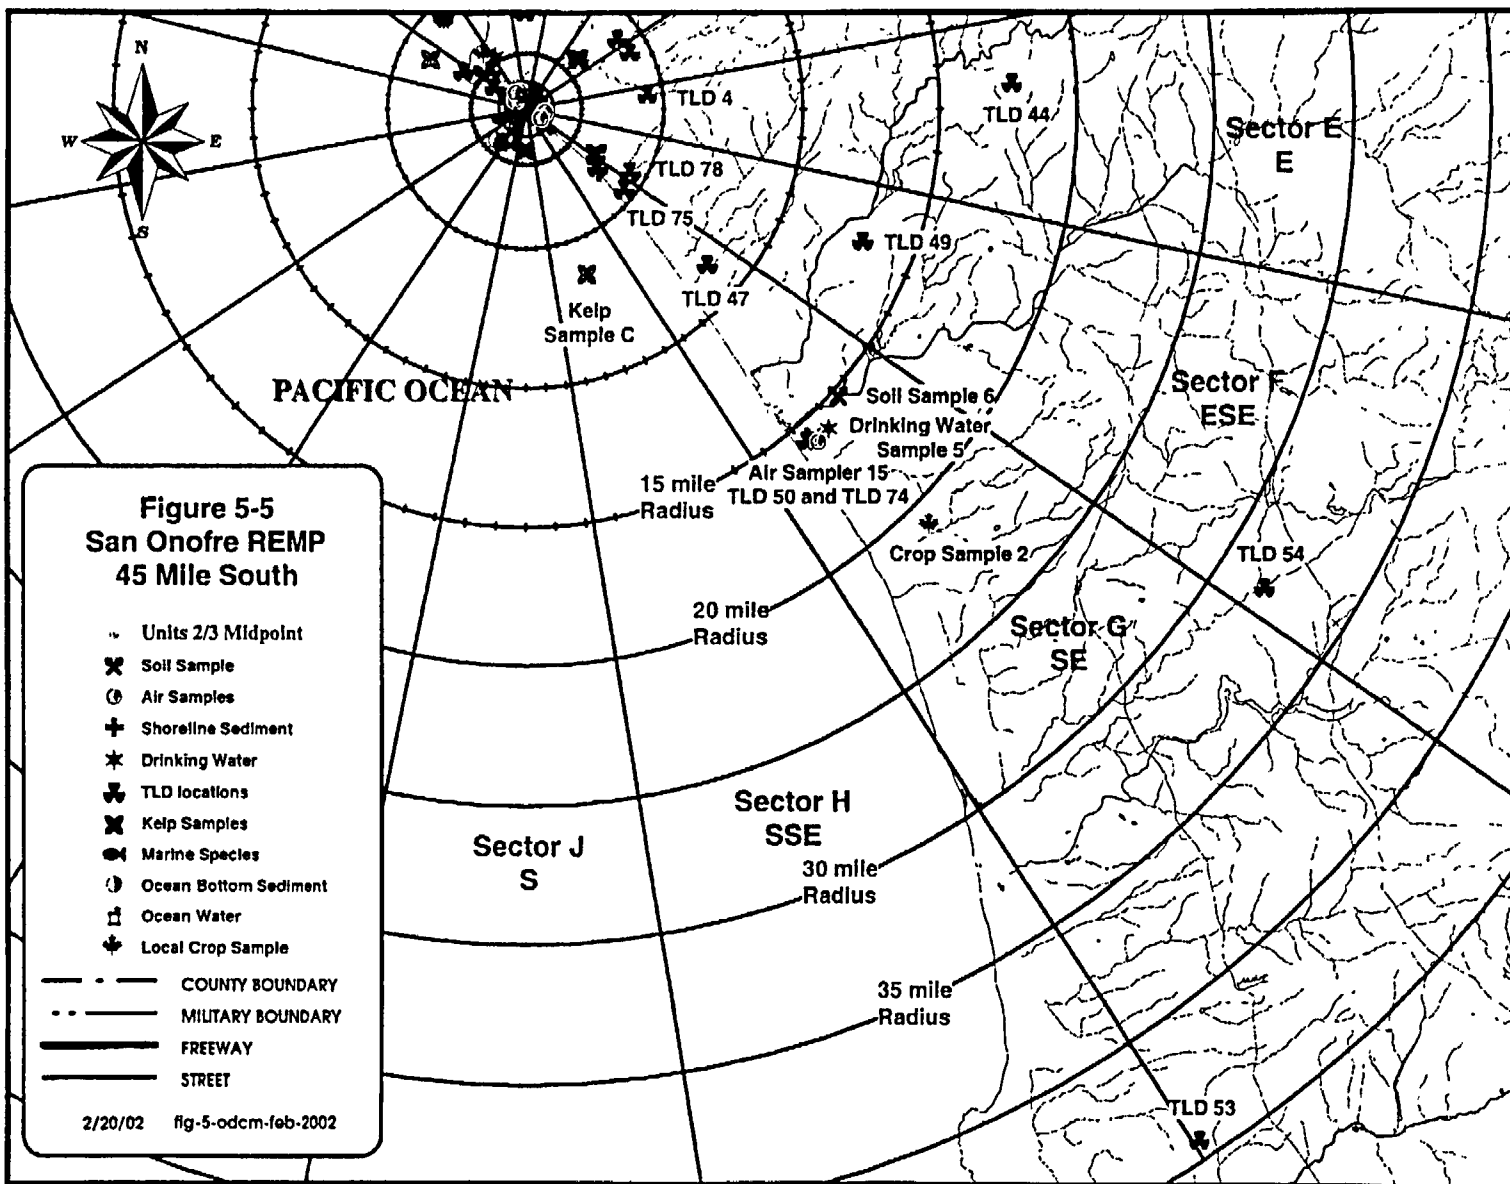 N
W
E
S
TLD 4
TLD 44
Sector E
E
TLD 78
TLD 75
TLD 49
TLD 47
Kelp
Sample C
PACIFIC OCEAN
Sector F
ESE
Soil Sample 6
Drinking Water
Sample 5
Air Sampler 15
TLD 50 and TLD 74
15 mile
Radius
Crop Sample 2
TLD 54
20 mile
Radius
Sector G
SE
Sector H
SSE
Sector J
S
30 mile
Radius
35 mile
Radius
TLD 53
Figure 5-5
San Onofre REMP
45 Mile South
Units 2/3 Midpoint
Soil Sample
Air Samples
Shoreline Sediment
Drinking Water
TLD locations
Kelp Samples
Marine Species
Ocean Bottom Sediment
Ocean Water
Local Crop Sample
COUNTY BOUNDARY
MILITARY BOUNDARY
FREEWAY
STREET
2/20/02 fig-5-odcm-feb-2002